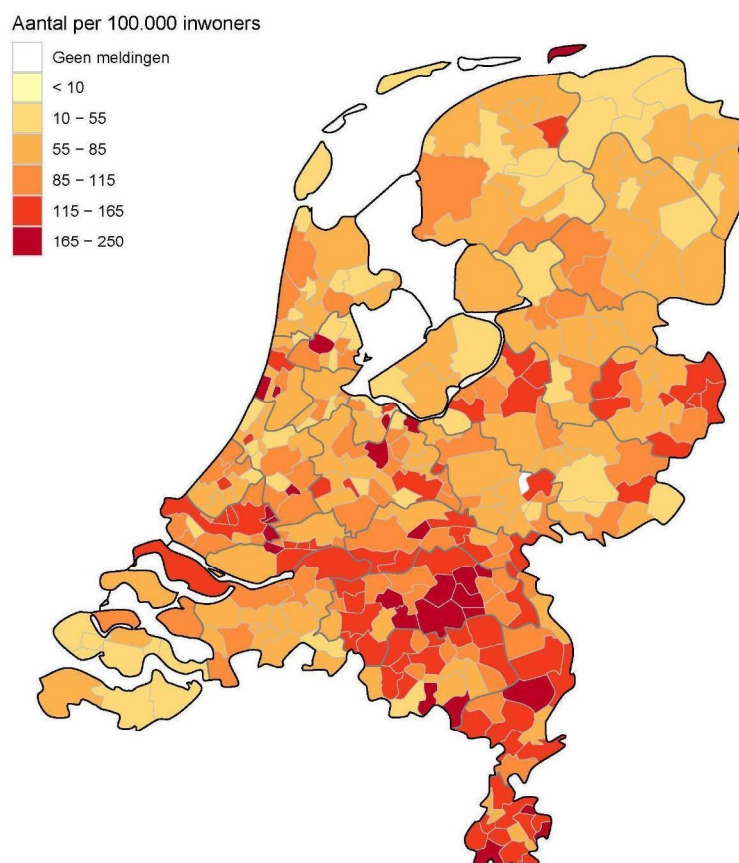 Aantal per 100.000 inwoners
Geen meldingen
< 10
10 – 55
55 – 85
85 – 115
115 – 165
165 – 250